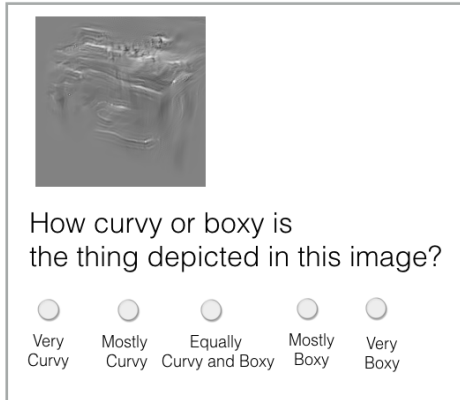 How curvy or boxy is
the thing depicted in this image?
Very Mostly Equally Mostly Very
Curvy Curvy Curvy and Boxy Boxy Boxy